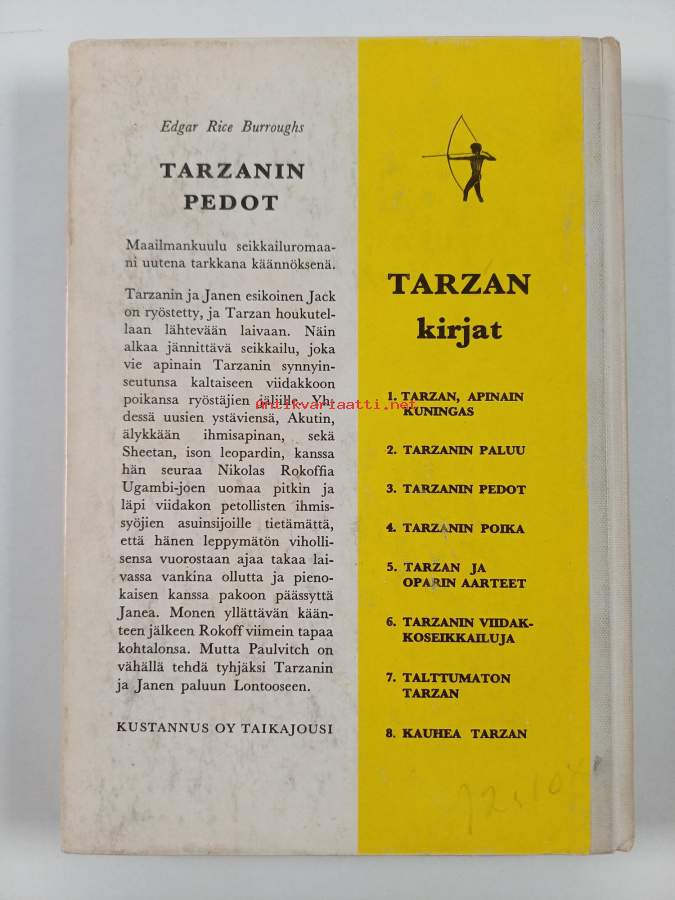 Edgar Rice Burroughs
TARZANIN
PEDOT
Maailmankuulu seikkailuromaa-
ni uutena tarkkana käännöksenä.
Tarzanin ja Janen esikoinen Jack
on ryöstetty, ja Tarzan houkutel-
laan lähtevään laivaan. Näin
alkaa jännittävä seikkailu, joka
vie apinain Tarzanin synnyin-
seutunsa kaltaiseen viidakkoon
poikansa ryöstäjien jäljille. Yh-
dessä uusien ystäviensä, Akutin,
älykkään ihmisapinan, sekä
Sheetan, ison leopardin, kanssa
hän seuraa Nikolas Rokoffia
Ugambi-joen uomaa pitkin ja
läpi viidakon petollisten ihmis-
syöjien asuinsijoille tietämättä,
että hänen leppymätön viholli-
sensa vuorostaan ajaa takaa lai-
vassa vankina ollutta ja pieno-
kaisen kanssa pakoon päässyttä
Janea. Monen yllättävän kään-
teen jälkeen Rokoff viimein tapaa
kohtalonsa. Mutta Paulvitch on
vähällä tehdä tyhjäksi Tarzanin
ja Janen paluun Lontooseen.
KUSTANNUS OY TAIKAJOUSI
TARZAN
kirjat
1. TARZAN, APINAIN
KUNINGAS
2. TARZANIN PALUU
3. TARZANIN PEDOT
4. TARZANIN POIKA
5. TARZAN JA
OPARIN AARTEET
6. TARZANIN VIIDAK-
KOSEIKKAILUJA
7. TALTTUMATON
TARZAN
8. KAUHEA TARZAN
antikvariaatti.net